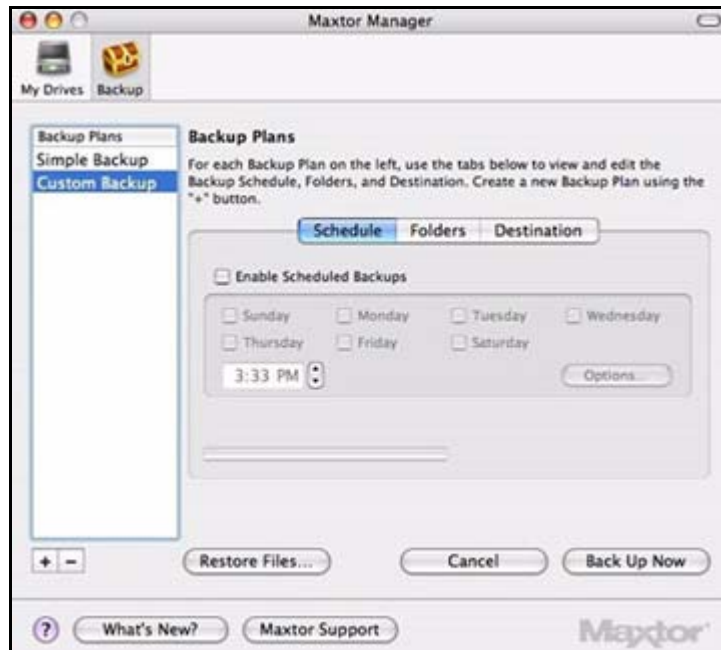 Maxtor Manager
My Drives Backup
Backup Plans
Simple Backup
Custom Backup
Backup Plans
For each Backup Plan on the left, use the tabs below to view and edit the
Backup Schedule, Folders, and Destination. Create a new Backup Plan using the
"+" button.
Schedule Folders Destination
Enable Scheduled Backups
Sunday Monday Tuesday Wednesday
Thursday Friday Saturday
3:33 PM Options...
+ − Restore Files... Cancel Back Up Now
? What's New? Maxtor Support Maxtor